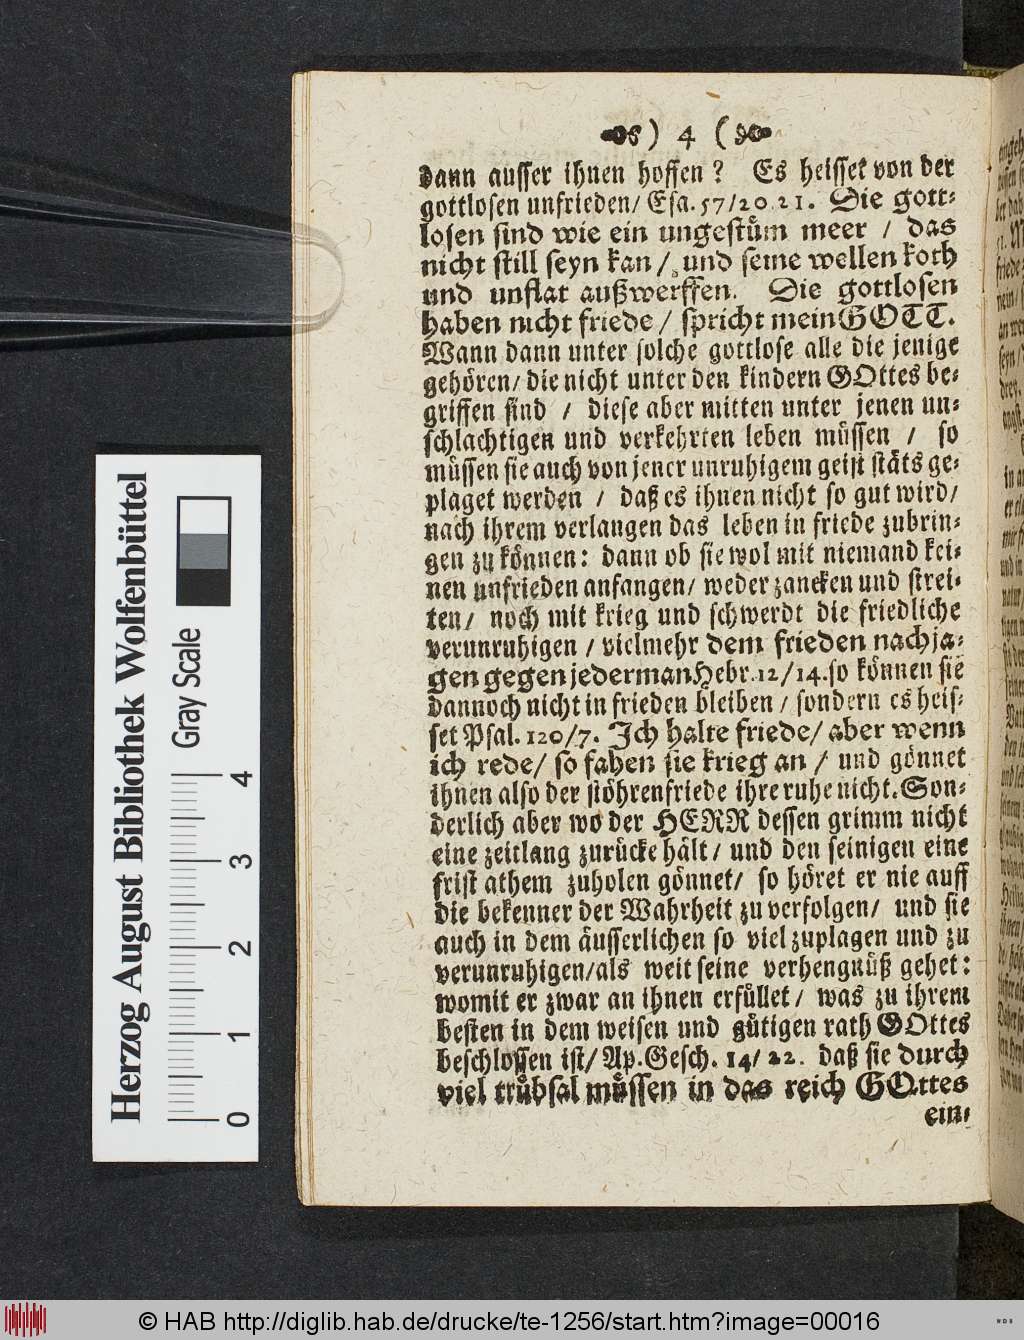 ) 4 (
dann ausser ihnen hoffen? Es heisset von der
gottlosen unfrieden/ Esa. 57/20.21. Die gott-
losen sind wie ein ungestům meer / das
nicht still seyn kan / und seine wellen koth
und unflat außwerffen. Die gottlosen
haben nicht friede / spricht mein GOTT.
Wann dann unter solche gottlose alle die jenige
gehören/ die nicht unter den kindern GOttes be-
griffen sind / diese aber mitten unter jenen un-
schlachtigen und verkehrten leben müssen / so
müssen sie auch von jener unruhigem geist stäts ge-
plaget werden / daß es ihnen nicht so gut wird/
nach ihrem verlangen das leben in friede zubrin-
gen zu können: dann ob sie wol mit niemand kei-
nen unfrieden anfangen/ weder zancken und strei-
ten/ noch mit krieg und schwerdt die friedliche
verunruhigen / vielmehr dem frieden nachja-
gen gegen jederman Hebr. 12/14. so können sie
dannoch nicht in frieden bleiben / sondern es heis-
set Psal. 120/7. Ich halte friede/ aber wenn
ich rede/ so fahen sie krieg an / und gönnet
ihnen also der stöhrenfriede ihre ruhe nicht. Son-
derlich aber wo der HERR dessen grimm nicht
eine zeitlang zurücke hält/ und den seinigen eine
frist athem zuholen gönnet/ so höret er nie auff
die bekenner der Wahrheit zu verfolgen/ und sie
auch in dem äusserlichen so viel zuplagen und zu
verunruhigen/als weit seine verhengnüß gehet:
womit er zwar an ihnen erfüllet/ was zu ihrem
besten in dem weisen und gütigen rath GOttes
beschlossen ist/ Ap. Gesch. 14/22. daß sie durch
viel trůbsal můssen in das reich GOttes
ein-
Herzog August Bibliothek Wolfenbüttel
Gray Scale
0 1 2 3 4
© HAB http://diglib.hab.de/drucke/te-1256/start.htm?image=00016